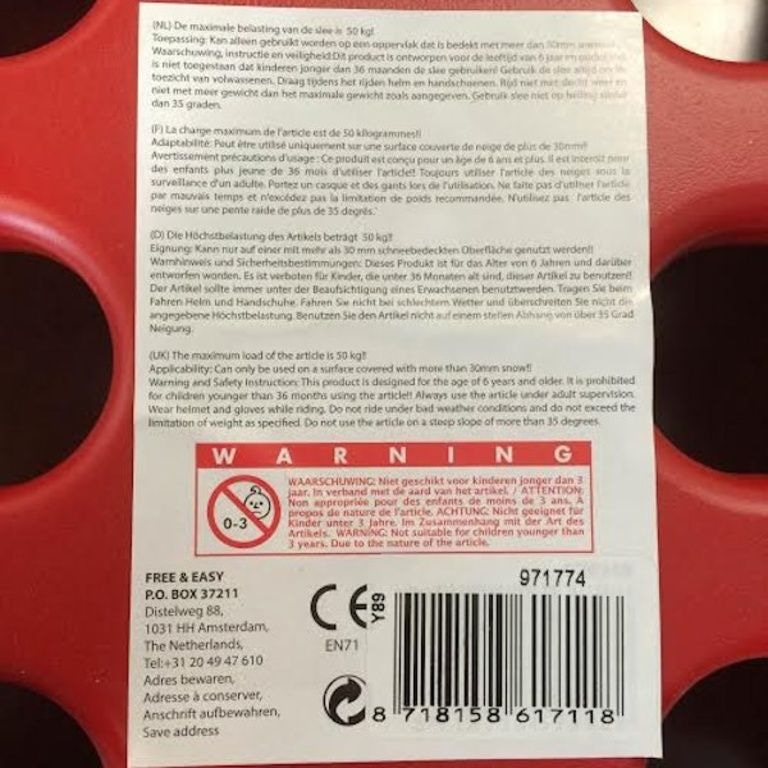 (NL) De maximale belasting van de slee is 50 kg!
Toepassing: Kan alleen gebruikt worden op een oppervlak dat is bedekt met meer dan 30mm
Waarschuwing, instructie en veiligheid:Dit product is ontworpen voor de leeftijd van 6 jaar en ouder.
is niet toegestaan dat kinderen jonger dan 36 maanden de slee gebruiken! Gebruik de slee altijd
toezicht van volwassenen. Draag tijdens het rijden helm en handschoenen. Rijd niet met slecht weer en
niet met meer gewicht dan het maximale gewicht zoals aangegeven. Gebruik slee niet op helling steiler
dan 35 graden.
(F) La charge maximum de l'article est de 50 kilogrammes!!
Adaptabilité: Peut être utilisé uniquement sur une surface couverte de neige de plus de 30mm!!
Avertissement précautions d'usage : Ce produit est conçu pour un âge de 6 ans et plus. Il est interdit pour
des enfants plus jeune de 36 mois d'utiliser l'article!! Toujours utiliser l'article des neiges sous la
surveillance d'un adulte. Portez un casque et des gants lors de l'utilisation. Ne faite pas d'utiliser l'article
par mauvais temps et n'excédez pas la limitation de poids recommandée. N'utilisez pas l'article des
neiges sur une pente raide de plus de 35 degrés.
(D) Die Höchstbelastung des Artikels beträgt 50 kg!!
Eignung: Kann nur auf einer mit mehr als 30 mm schneebedeckten Oberfläche genutzt werden!!
Warnhinweis und Sicherheitsbestimmungen: Dieses Produkt ist für das Alter von 6 Jahren und darüber
entworfen worden. Es ist verboten für Kinder, die unter 36 Monaten alt sind, dieser Artikel zu benutzen!!
Der Artikel sollte immer unter der Beaufsichtigung eines Erwachsenen benutztwerden. Tragen Sie beim
Fahren Helm und Handschuhe. Fahren Sie nicht bei schlechtem Wetter und überschreiten Sie nicht die
angegebene Höchstbelastung. Benutzen Sie den Artikel nicht auf einem steilen Abhang von über 35 Grad
Neigung.
(UK) The maximum load of the article is 50 kg!!
Applicability: Can only be used on a surface covered with more than 30mm snow!!
Warning and Safety Instruction: This product is designed for the age of 6 years and older. It is prohibited
for children younger than 36 months using the article!! Always use the article under adult supervision.
Wear helmet and gloves while riding. Do not ride under bad weather conditions and do not exceed the
limitation of weight as specified. Do not use the article on a steep slope of more than 35 degrees.
WARNING
0-3
WAARSCHUWING: Niet geschikt voor kinderen jonger dan 3
jaar. In verband met de aard van het artikel. / ATTENTION:
Non appropriée pour des enfants de moins de 3 ans. À
propos de nature de l'article. ACHTUNG: Nicht geeignet für
Kinder unter 3 Jahre. Im Zusammenhang mit der Art des
Artikels. WARNING: Not suitable for children younger than
3 years. Due to the nature of the article.
FREE & EASY
P.O. BOX 37211
Distelweg 88,
1031 HH Amsterdam,
The Netherlands,
Tel:+31 20 49 47 610
Adres bewaren,
Adresse à conserver,
Anschrift aufbewahren,
Save address
CE
EN71
Y89
971774
8 718158 617118